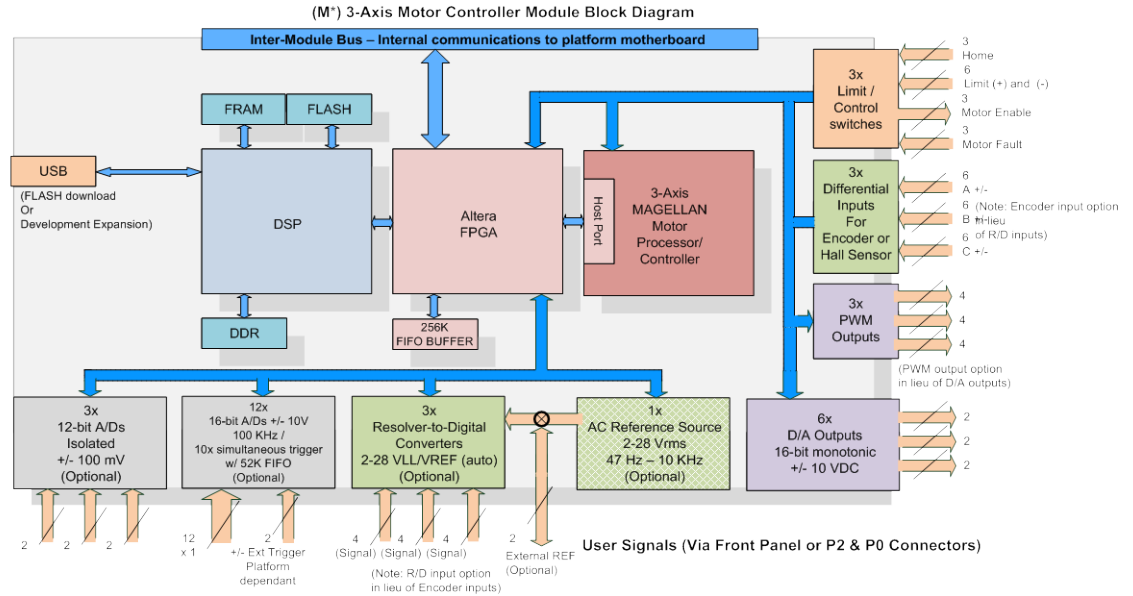 (M*) 3-Axis Motor Controller Module Block Diagram
Inter-Module Bus – Internal communications to platform motherboard
FRAM
FLASH
USB
(FLASH download
Or
Development Expansion)
DSP
Altera
FPGA
Host Port
3-Axis
MAGELLAN
Motor
Processor/
Controller
DDR
256K
FIFO BUFFER
3x
Limit /
Control
switches
3
Home
6
Limit (+) and (-)
3
Motor Enable
3
Motor Fault
3x
Differential
Inputs
For
Encoder or
Hall Sensor
6
A +/-
6
B +/-
6
C +/-
(Note: Encoder input option
in lieu
of R/D inputs)
3x
PWM
Outputs
4
4
4
(PWM output option
in lieu of D/A outputs)
3x
12-bit A/Ds
Isolated
+/- 100 mV
(Optional)
12x
16-bit A/Ds +/- 10V
100 KHz /
10x simultaneous trigger
w/ 52K FIFO
(Optional)
3x
Resolver-to-Digital
Converters
2-28 VLL/VREF (auto)
(Optional)
1x
AC Reference Source
2-28 Vrms
47 Hz – 10 KHz
(Optional)
6x
D/A Outputs
16-bit monotonic
+/- 10 VDC
2
2
2
2
2
2
12
x 1
2
+/- Ext Trigger
Platform
dependant
4
4
4
(Signal) (Signal) (Signal)
(Note: R/D input option
in lieu of Encoder inputs)
2
External REF
(Optional)
User Signals (Via Front Panel or P2 & P0 Connectors)